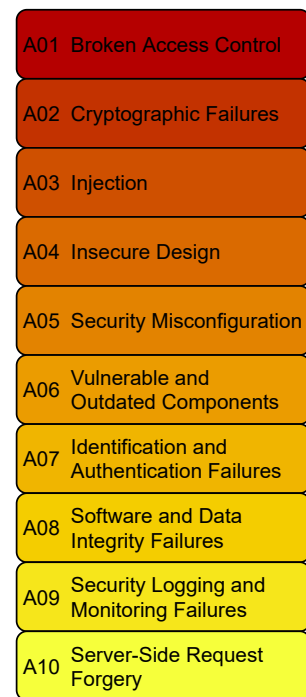 A01 Broken Access Control
A02 Cryptographic Failures
A03 Injection
A04 Insecure Design
A05 Security Misconfiguration
A06 Vulnerable and
Outdated Components
A07 Identification and
Authentication Failures
A08 Software and Data
Integrity Failures
A09 Security Logging and
Monitoring Failures
A10 Server-Side Request
Forgery